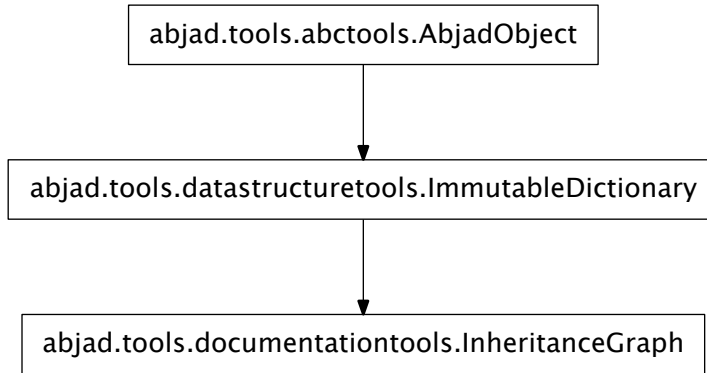 abjad.tools.abctools.AbjadObject
abjad.tools.datastructuretools.ImmutableDictionary
abjad.tools.documentationtools.InheritanceGraph